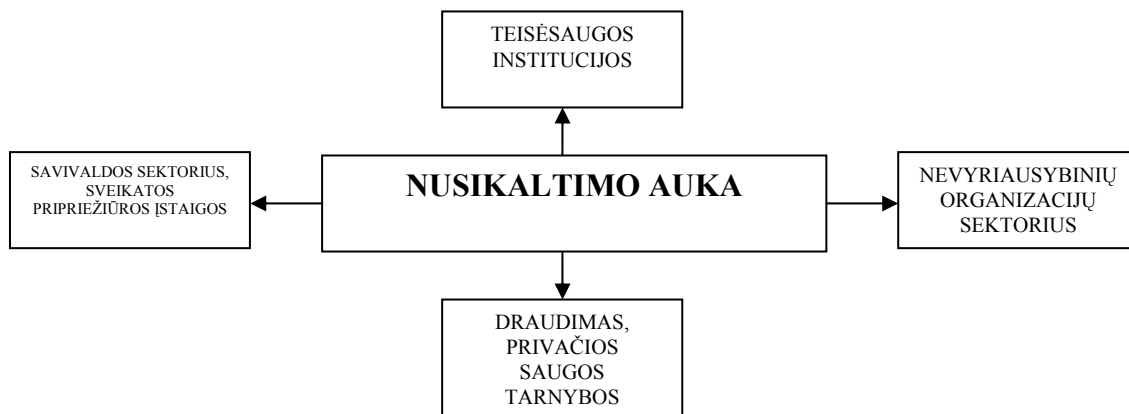 TEISĖSAUGOS
INSTITUCIJOS
SAVIVALDOS SEKTORIUS,
SVEIKATOS
PRIPRIEŽIŪROS ĮSTAIGOS
NUSIKALTIMO AUKA
NEVYRIAUSYBINIŲ
ORGANIZACIJŲ
SEKTORIUS
DRAUDIMAS,
PRIVAČIOS
SAUGOS
TARNYBOS